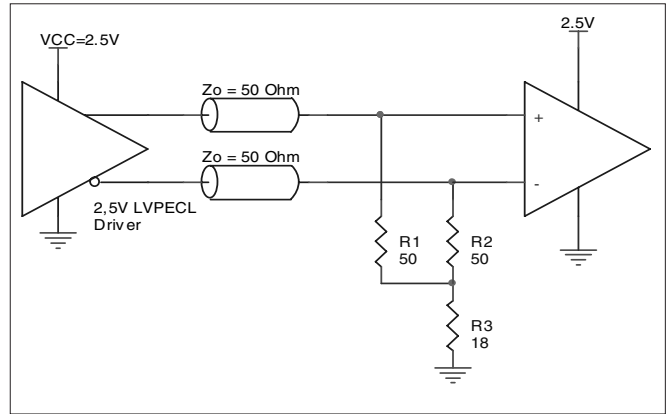 VCC=2.5V
2.5V
Zo = 50 Ohm
+
Zo = 50 Ohm
-
2,5V LVPECL
Driver
R1
50
R2
50
R3
18